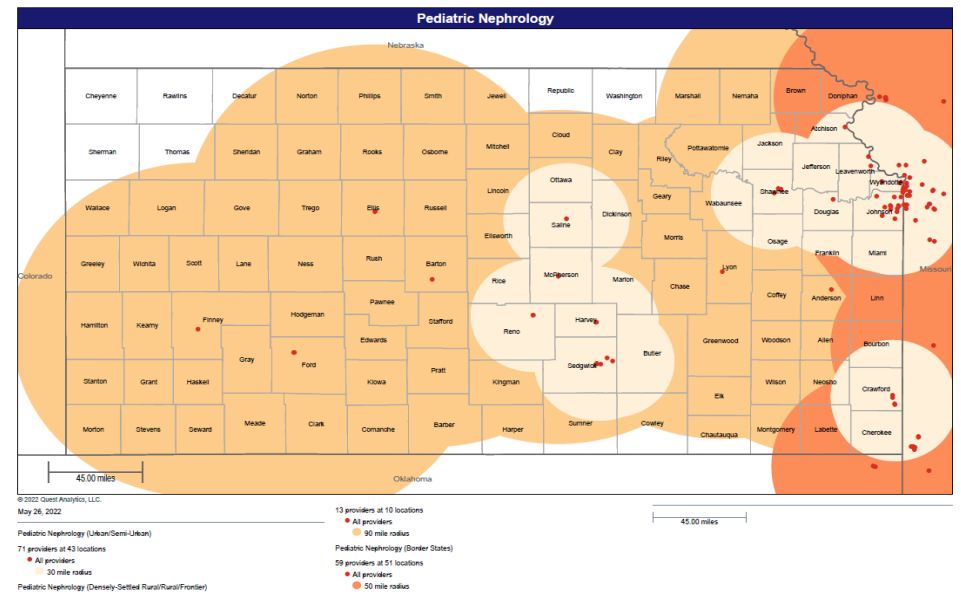 Pediatric Nephrology
Nebraska
Cheyenne Rawlins Decatur Norton Phillips Smith Jewell Republic Washington Marshall Nemaha Brown Doniphan
Atchison
Sherman Thomas Sheridan Graham Rooks Osborne Mitchell Cloud Clay Riley Pottawatomie Jackson
Jefferson Leavenworth
Wyandotte
Wallace Logan Gove Trego Ellis Russell Lincoln Ottawa Saline Dickinson Geary Wabaunsee Shawnee Douglas Johnson
Ellsworth Morris Osage Franklin Miami
Greeley Wichita Scott Lane Ness Rush Barton Rice McPherson Marion Chase Lyon
Colorado
Missouri
Coffey Anderson Linn
Hamilton Kearny Finney Hodgeman Pawnee Stafford Reno Harvey
Gray Ford Edwards Sedgwick Butler Greenwood Woodson Allen Bourbon
Stanton Grant Haskell Kiowa Pratt Kingman Elk Wilson Neosho Crawford
Morton Stevens Seward Meade Clark Comanche Barber Harper Sumner Cowley Chautauqua Montgomery Labette Cherokee
45.00 miles
Oklahoma
© 2022 Quest Analytics, LLC.
May 26, 2022
Pediatric Nephrology (Urban/Semi-Urban)
71 providers at 43 locations
All providers
30 mile radius
Pediatric Nephrology (Densely-Settled Rural/Rural/Frontier)
13 providers at 10 locations
All providers
90 mile radius
Pediatric Nephrology (Border States)
59 providers at 51 locations
All providers
50 mile radius
45.00 miles